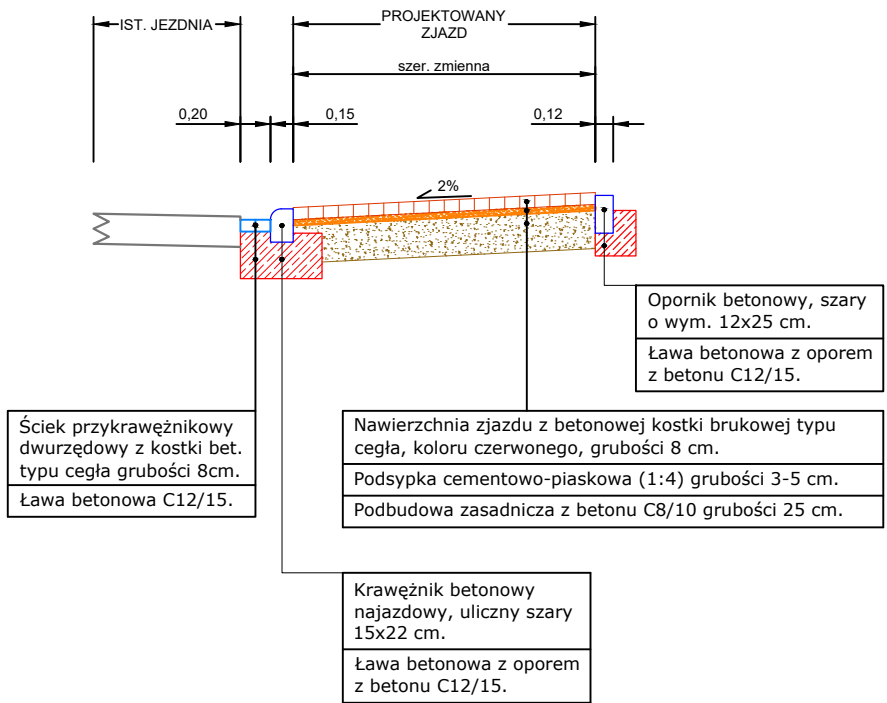 IST. JEZDNIA
PROJEKTOWANY
ZJAZD
szer. zmienna
0,20
0,15
0,12
2%
Opornik betonowy, szary
o wym. 12x25 cm.
Ława betonowa z oporem
z betonu C12/15.
Ściek przykrawężnikowy
dwurzędowy z kostki bet.
typu cegła grubości 8cm.
Ława betonowa C12/15.
Nawierzchnia zjazdu z betonowej kostki brukowej typu
cegła, koloru czerwonego, grubości 8 cm.
Podsypka cementowo-piaskowa (1:4) grubości 3-5 cm.
Podbudowa zasadnicza z betonu C8/10 grubości 25 cm.
Krawężnik betonowy
najazdowy, uliczny szary
15x22 cm.
Ława betonowa z oporem
z betonu C12/15.